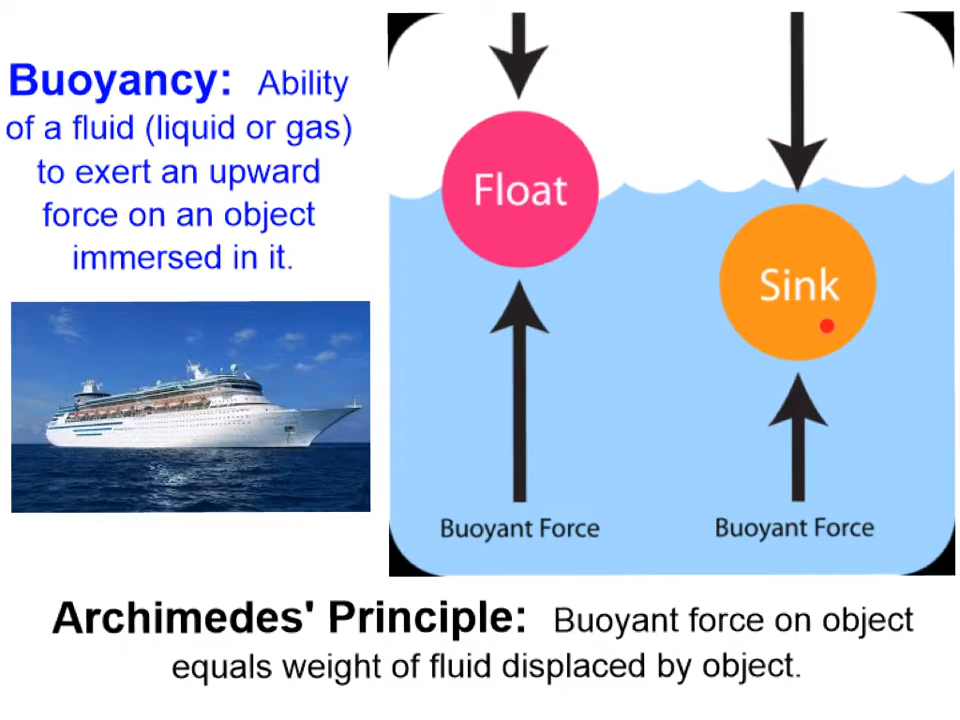 Buoyancy: Ability
of a fluid (liquid or gas)
to exert an upward
force on an object
immersed in it.
Float
Sink
Buoyant Force
Buoyant Force
Archimedes' Principle: Buoyant force on object
equals weight of fluid displaced by object.